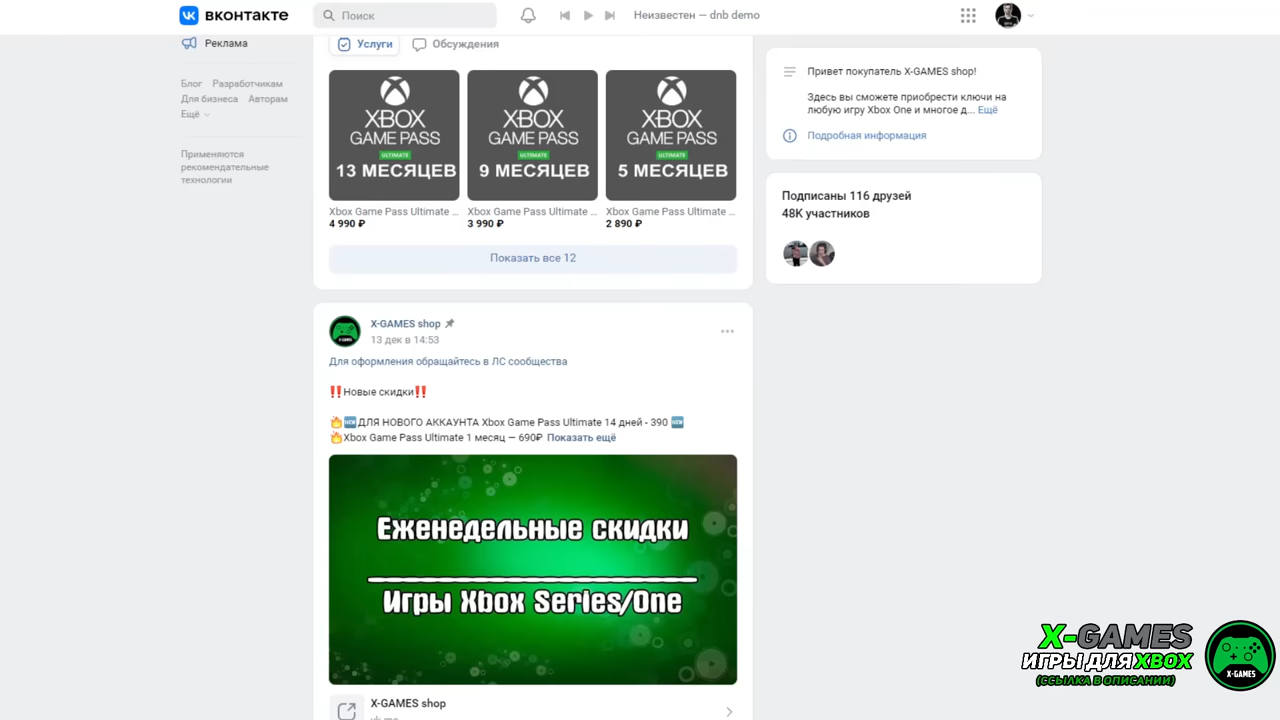 вконтакте
Поиск
Неизвестен — dnb demo
Реклама
Блог Разработчикам
Для бизнеса Авторам
Ещё
Применяются
рекомендательные
технологии
Услуги
Обсуждения
XBOX
GAME PASS
ULTIMATE
13 МЕСЯЦЕВ
Xbox Game Pass Ultimate ...
4 990 ₽
XBOX
GAME PASS
ULTIMATE
9 МЕСЯЦЕВ
Xbox Game Pass Ultimate ...
3 990 ₽
XBOX
GAME PASS
ULTIMATE
5 МЕСЯЦЕВ
Xbox Game Pass Ultimate ...
2 890 ₽
Показать все 12
X-GAMES shop
13 дек в 14:53
Для оформления обращайтесь в ЛС сообщества
‼️Новые скидки‼️
🔥🆕ДЛЯ НОВОГО АККАУНТА Xbox Game Pass Ultimate 14 дней - 390 🆕
🔥Xbox Game Pass Ultimate 1 месяц — 690₽ Показать ещё
Еженедельные скидки
Игры Xbox Series/One
X-GAMES shop
Привет покупатель X-GAMES shop!
Здесь вы сможете приобрести ключи на
любую игру Xbox One и многое д... Ещё
Подробная информация
Подписаны 116 друзей
48K участников
X-GAMES
ИГРЫ ДЛЯ XBOX
(ССЫЛКА В ОПИСАНИИ)
X-GAMES